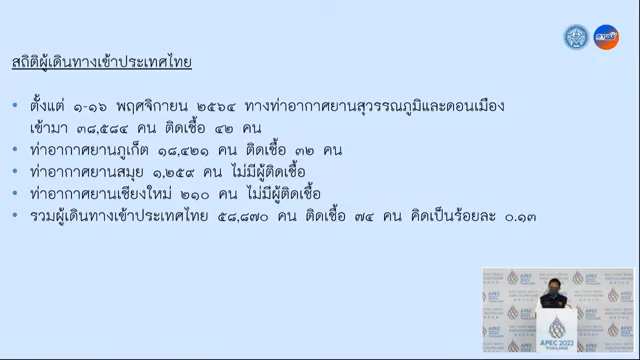 สถิติผู้เดินทางเข้าประเทศไทย
• ตั้งแต่ ๑-๑๖ พฤศจิกายน ๒๕๖๔ ทางท่าอากาศยานสุวรรณภูมิและดอนเมือง
เข้ามา ๓๘,๕๘๔ คน ติดเชื้อ ๔๒ คน
• ท่าอากาศยานภูเก็ต ๑๘,๔๒๑ คน ติดเชื้อ ๓๒ คน
• ท่าอากาศยานสมุย ๑,๒๕๙ คน ไม่มีผู้ติดเชื้อ
• ท่าอากาศยานเชียงใหม่ ๒๑๐ คน ไม่มีผู้ติดเชื้อ
• รวมผู้เดินทางเข้าประเทศไทย ๕๘,๘๗๐ คน ติดเชื้อ ๗๔ คน คิดเป็นร้อยละ ๐.๑๓
APEC 2022
THAILAND